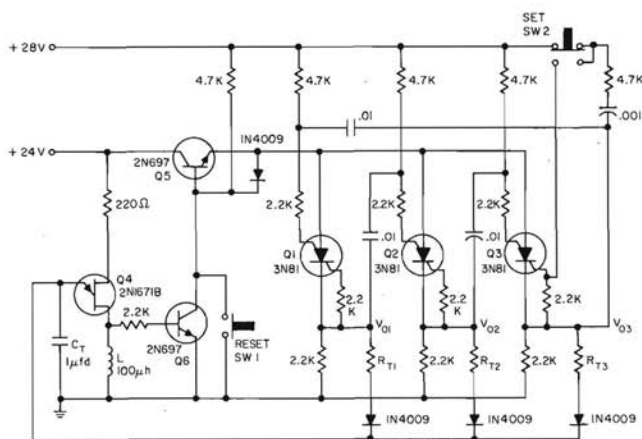 SET
SW2
+ 28V
4.7K
4.7K
4.7K
4.7K
4.7K
.01
.001
IN4009
+ 24V
2N697
Q5
220Ω
2.2K
2.2K
2.2K
.01
.01
Q1
3N81
Q2
3N81
Q3
3N81
Q4
2N1671B
2.2
K
2.2
K
2.2K
2.2K
V01
V02
V03
CT
1μfd
L
100μh
2N697
Q6
RESET
SW1
2.2K
RT1
2.2K
RT2
2.2K
RT3
IN4009
IN4009
IN4009